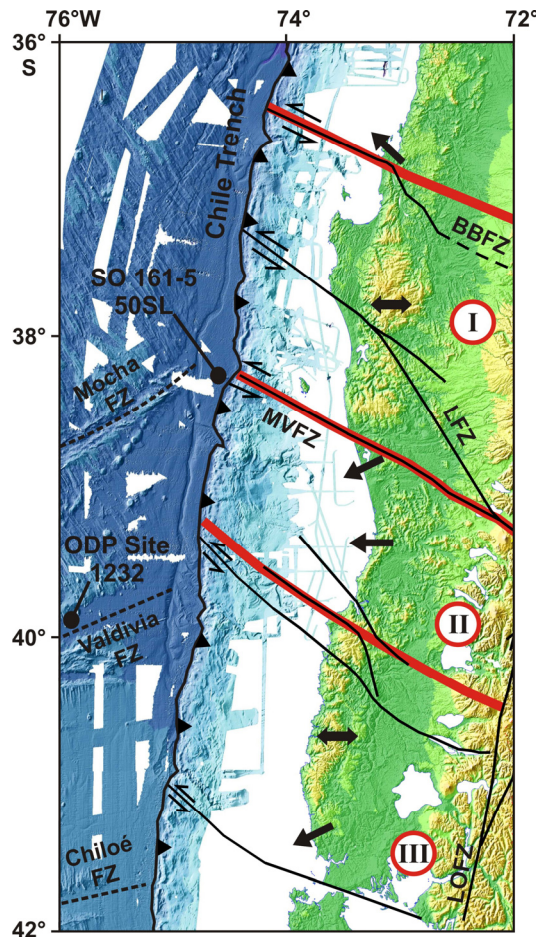 76°W
74°
72°
36°
S
Chile Trench
BBFZ
SO 161-5
50SL
38°
I
Mocha
FZ
MVFZ
LFZ
ODP Site
1232
II
40°
Valdivia
FZ
Chiloé
FZ
III
LOFZ
42°